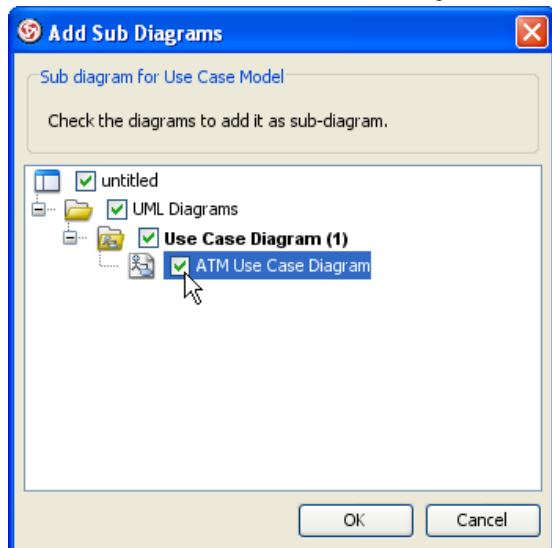 Add Sub Diagrams
Sub diagram for Use Case Model
Check the diagrams to add it as sub-diagram.
untitled
UML Diagrams
Use Case Diagram (1)
ATM Use Case Diagram
OK Cancel